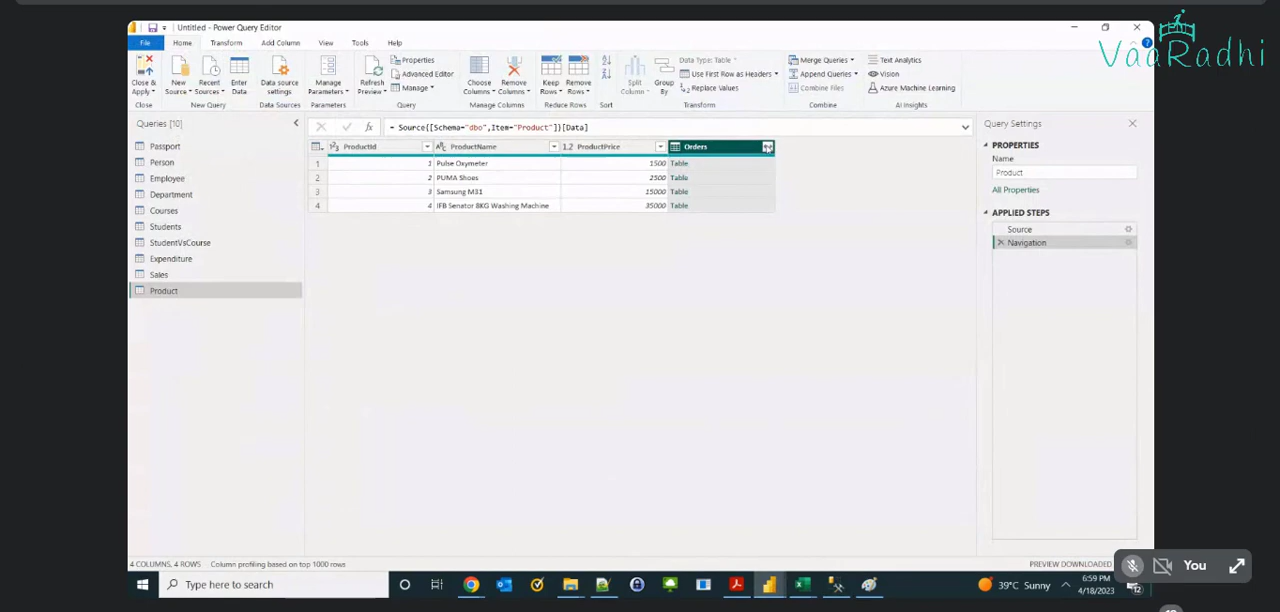 Untitled - Power Query Editor
VāaRadhi
File Home Transform Add Column View Tools Help
Close & Apply
New Source
Recent Sources
Enter Data
Data source settings
Manage Parameters
Refresh Preview
Properties
Advanced Editor
Manage
Choose Columns
Remove Columns
Keep Rows
Remove Rows
Split Column
Group By
Data Type: Table
Use First Row as Headers
Replace Values
Merge Queries
Append Queries
Combine Files
Text Analytics
Vision
Azure Machine Learning
Close New Query Data Sources Parameters Query Manage Columns Reduce Rows Sort Transform Combine AI Insights
Queries [10]
= Source{[Schema="dbo",Item="Product"]}[Data]
Passport
Person
Employee
Department
Courses
Students
StudentVsCourse
Expenditure
Sales
Product
ProductId ProductName 1.2 ProductPrice Orders
1 1 Pulse Oxymeter 1500 Table
2 2 PUMA Shoes 2500 Table
3 3 Samsung M31 15000 Table
4 4 IFB Senator 8KG Washing Machine 35000 Table
Query Settings
PROPERTIES
Name
Product
All Properties
APPLIED STEPS
Source
Navigation
4 COLUMNS, 4 ROWS Column profiling based on top 1000 rows
PREVIEW DOWNLOADED
You
Type here to search
39°C Sunny
6:59 PM
4/18/2023
12